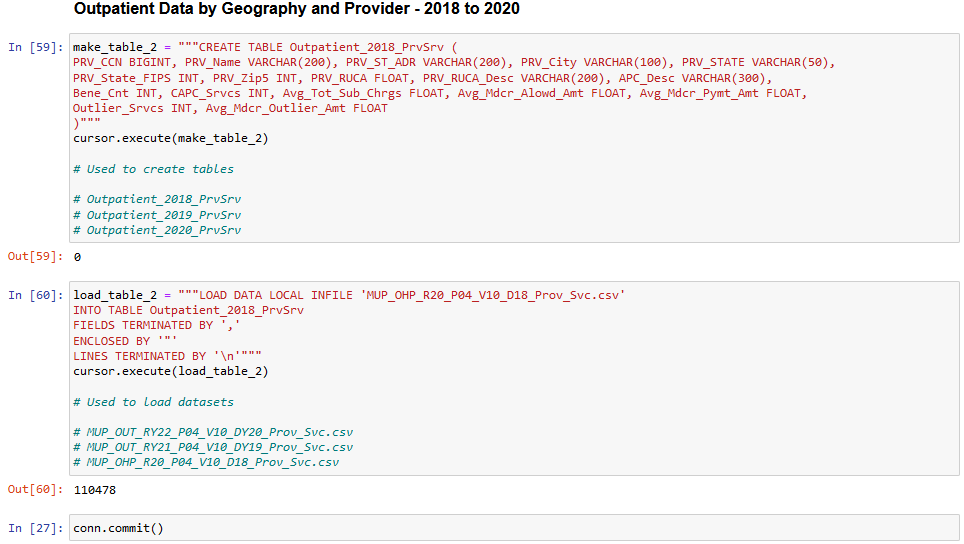 Outpatient Data by Geography and Provider - 2018 to 2020
In [59]: make_table_2 = """CREATE TABLE Outpatient_2018_PrvSrv (
PRV_CCN BIGINT, PRV_Name VARCHAR(200), PRV_ST_ADR VARCHAR(200), PRV_City VARCHAR(100), PRV_STATE VARCHAR(50),
PRV_State_FIPS INT, PRV_Zip5 INT, PRV_RUCA FLOAT, PRV_RUCA_Desc VARCHAR(200), APC_Desc VARCHAR(300),
Bene_Cnt INT, CAPC_Srvcs INT, Avg_Tot_Sub_Chrgs FLOAT, Avg_Mdcr_Alowd_Amt FLOAT, Avg_Mdcr_Pymt_Amt FLOAT,
Outlier_Srvcs INT, Avg_Mdcr_Outlier_Amt FLOAT
)"""
cursor.execute(make_table_2)
# Used to create tables
# Outpatient_2018_PrvSrv
# Outpatient_2019_PrvSrv
# Outpatient_2020_PrvSrv
Out[59]: 0
In [60]: load_table_2 = """LOAD DATA LOCAL INFILE 'MUP_OHP_R20_P04_V10_D18_Prov_Svc.csv'
INTO TABLE Outpatient_2018_PrvSrv
FIELDS TERMINATED BY ','
ENCLOSED BY '"'
LINES TERMINATED BY '\n'"""
cursor.execute(load_table_2)
# Used to load datasets
# MUP_OUT_RY22_P04_V10_DY20_Prov_Svc.csv
# MUP_OUT_RY21_P04_V10_DY19_Prov_Svc.csv
# MUP_OHP_R20_P04_V10_D18_Prov_Svc.csv
Out[60]: 110478
In [27]: conn.commit()